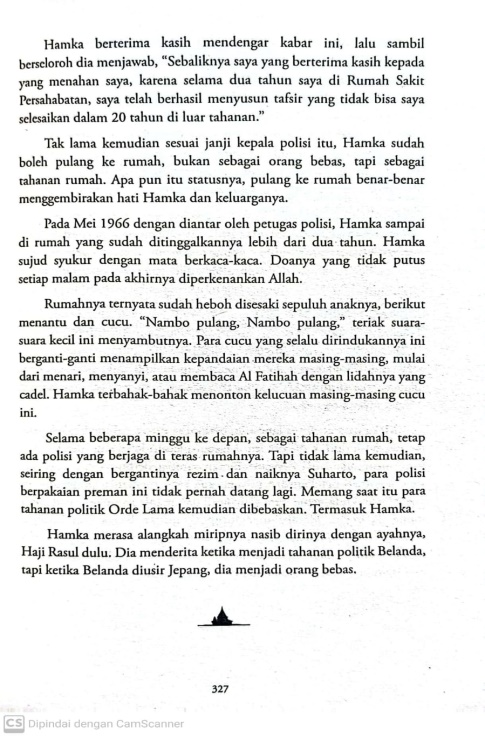 Hamka berterima kasih mendengar kabar ini, lalu sambil
berseloroh dia menjawab, “Sebaliknya saya yang berterima kasih kepada
yang menahan saya, karena selama dua tahun saya di Rumah Sakit
Persahabatan, saya telah berhasil menyusun tafsir yang tidak bisa saya
selesaikan dalam 20 tahun di luar tahanan.”
Tak lama kemudian sesuai janji kepala polisi itu, Hamka sudah
boleh pulang ke rumah, bukan sebagai orang bebas, tapi sebagai
tahanan rumah. Apa pun itu statusnya, pulang ke rumah benar-benar
menggembirakan hati Hamka dan keluarganya.
Pada Mei 1966 dengan diantar oleh petugas polisi, Hamka sampai
di rumah yang sudah ditinggalkannya lebih dari dua tahun. Hamka
sujud syukur dengan mata berkaca-kaca. Doanya yang tidak putus
setiap malam pada akhirnya diperkenankan Allah.
Rumahnya ternyata sudah heboh disesaki sepuluh anaknya, berikut
menantu dan cucu. “Nambo pulang, Nambo pulang,” teriak suara-
suara kecil ini menyambutnya. Para cucu yang selalu dirindukannya ini
berganti-ganti menampilkan kepandaian mereka masing-masing, mulai
dari menari, menyanyi, atau membaca Al Fatihah dengan lidahnya yang
cadel. Hamka terbahak-bahak menonton kelucuan masing-masing cucu
ini.
Selama beberapa minggu ke depan, sebagai tahanan rumah, tetap
ada polisi yang berjaga di teras rumahnya. Tapi tidak lama kemudian,
seiring dengan bergantinya rezim dan naiknya Suharto, para polisi
berpakaian preman ini tidak pernah datang lagi. Memang saat itu para
tahanan politik Orde Lama kemudian dibebaskan. Termasuk Hamka.
Hamka merasa alangkah miripnya nasib dirinya dengan ayahnya,
Haji Rasul dulu. Dia menderita ketika menjadi tahanan politik Belanda,
tapi ketika Belanda diusir Jepang, dia menjadi orang bebas.
327
CS Dipindai dengan CamScanner